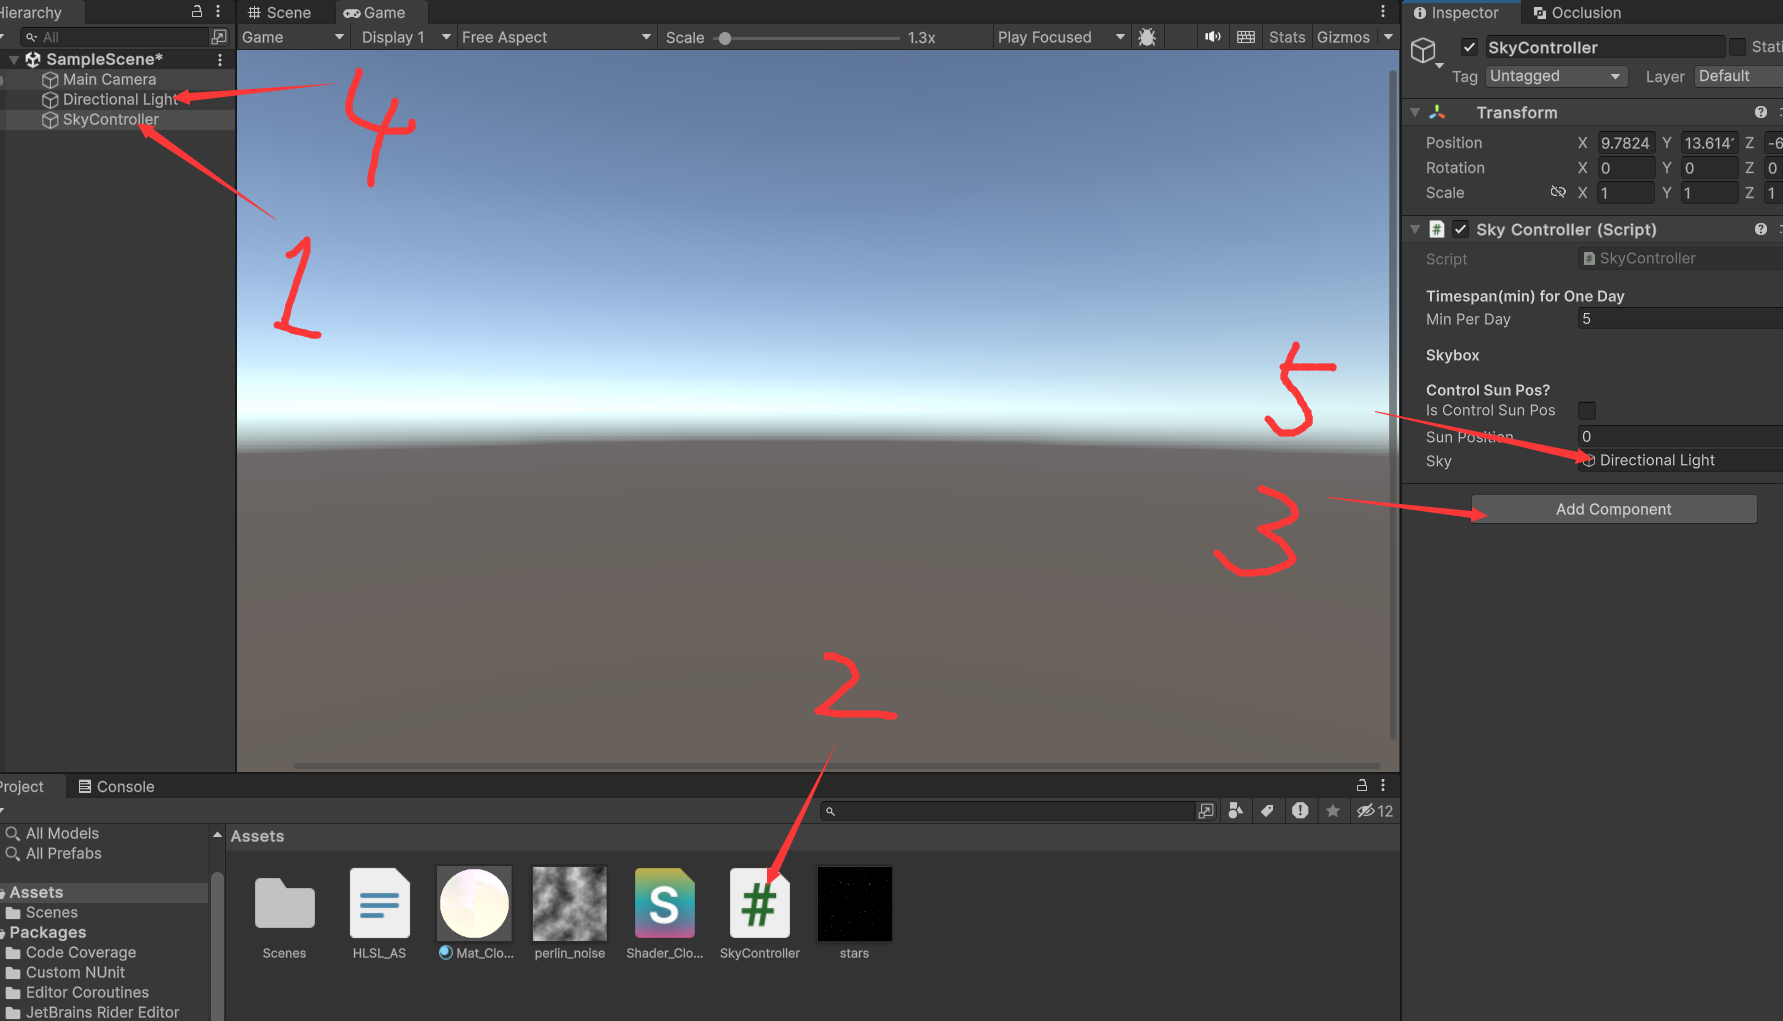 Hierarchy
Scene
Game
Inspector
Occlusion
All
Game
Display 1
Free Aspect
Scale
1.3x
Play Focused
Stats
Gizmos
SampleScene*
Main Camera
Directional Light
SkyController
SkyController
Stati
Tag
Untagged
Layer
Default
Transform
Position
X 9.7824 Y 13.614 Z -6
Rotation
X 0 Y 0 Z 0
Scale
X 1 Y 1 Z 1
Sky Controller (Script)
Script
SkyController
Timespan(min) for One Day
Min Per Day
5
Skybox
Control Sun Pos?
Is Control Sun Pos
Sun Position
0
Sky
Directional Light
Add Component
4
1
5
3
2
Project
Console
12
All Models
All Prefabs
Assets
Scenes
Packages
Code Coverage
Custom NUnit
Editor Coroutines
JetBrains Rider Editor
Assets
Scenes
HLSL_AS
Mat_Clo...
perlin_noise
Shader_Clo...
SkyController
stars